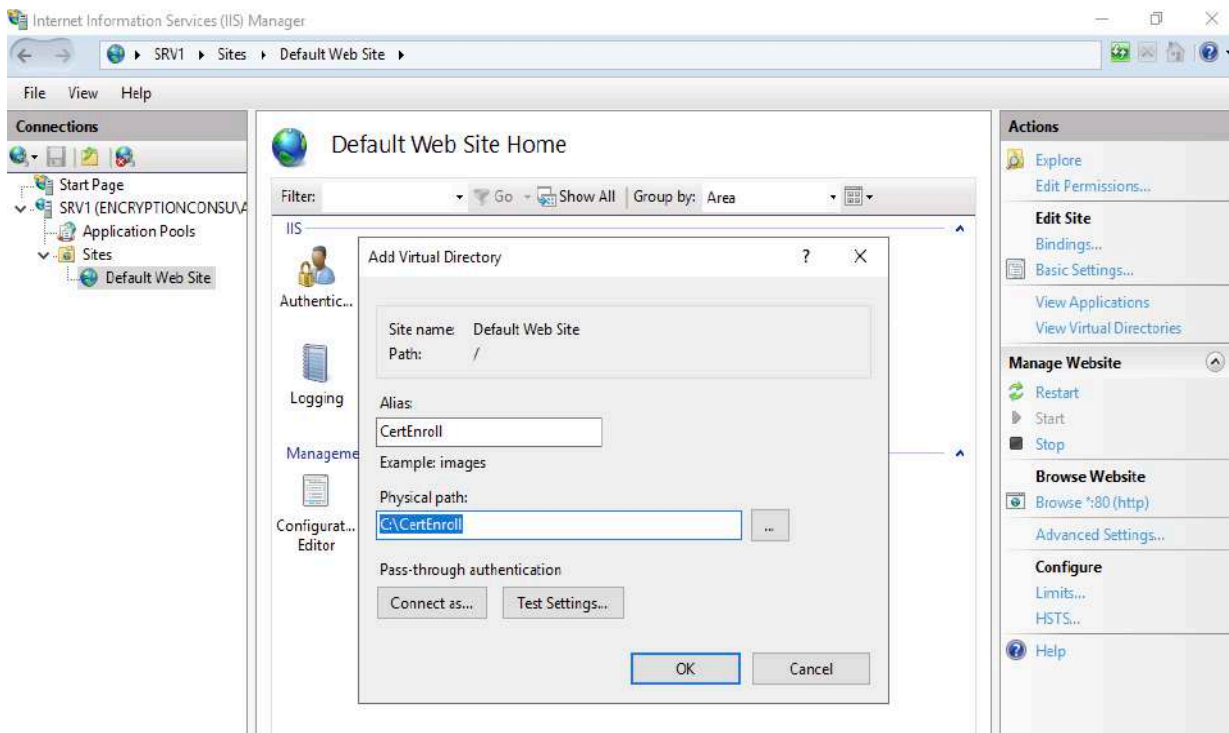 Internet Information Services (IIS) Manager
SRV1 Sites Default Web Site
File View Help
Connections
Start Page
SRV1 (ENCRYPTIONCONSU\A
Application Pools
Sites
Default Web Site
Default Web Site Home
Filter: Go Show All Group by: Area
IIS
Authentic...
Logging
Manageme
Configurat...
Editor
Add Virtual Directory
Site name: Default Web Site
Path: /
Alias:
CertEnroll
Example: images
Physical path:
C:\CertEnroll
...
Pass-through authentication
Connect as... Test Settings...
OK Cancel
Actions
Explore
Edit Permissions...
Edit Site
Bindings...
Basic Settings...
View Applications
View Virtual Directories
Manage Website
Restart
Start
Stop
Browse Website
Browse *:80 (http)
Advanced Settings...
Configure
Limits...
HSTS...
Help